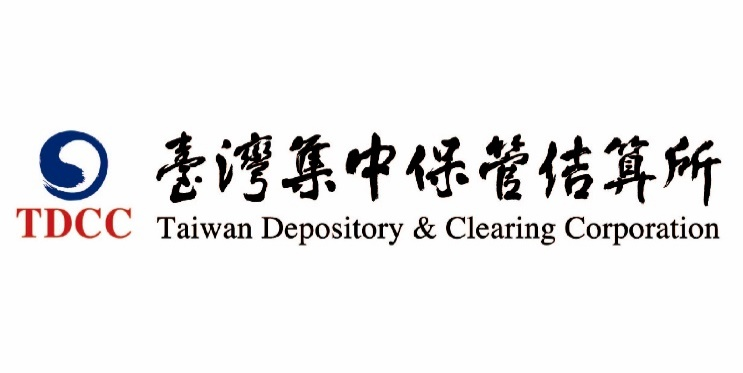 臺灣集中保管結算所
TDCC
Taiwan Depository & Clearing Corporation